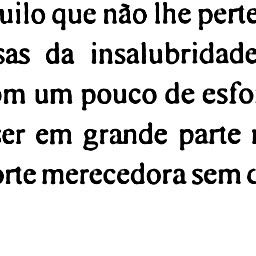 uilo que não lhe perte
sas da insalubridade
om um pouco de esfo
ser em grande parte
orte merecedora sem